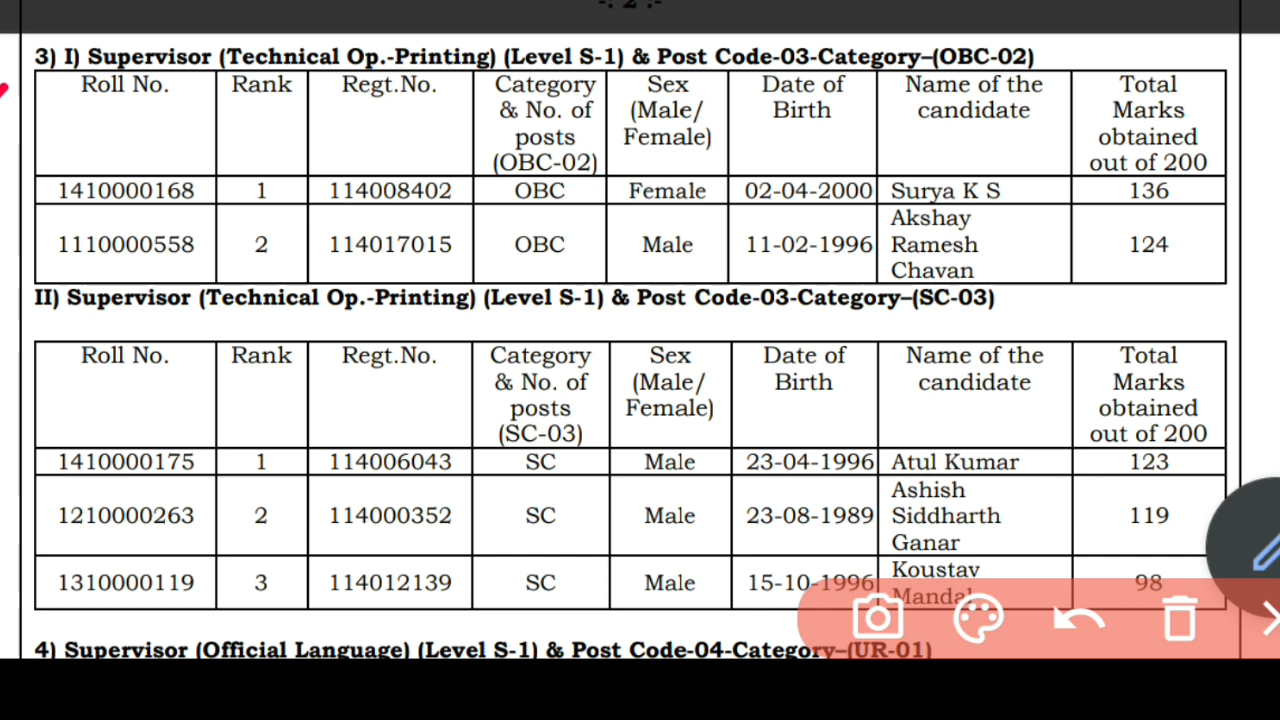 -: 2 :-
3) I) Supervisor (Technical Op.-Printing) (Level S-1) & Post Code-03-Category–(OBC-02)
Roll No. Rank Regt.No. Category & No. of posts (OBC-02) Sex (Male/ Female) Date of Birth Name of the candidate Total Marks obtained out of 200
1410000168 1 114008402 OBC Female 02-04-2000 Surya K S 136
1110000558 2 114017015 OBC Male 11-02-1996 Akshay Ramesh Chavan 124
II) Supervisor (Technical Op.-Printing) (Level S-1) & Post Code-03-Category–(SC-03)
Roll No. Rank Regt.No. Category & No. of posts (SC-03) Sex (Male/ Female) Date of Birth Name of the candidate Total Marks obtained out of 200
1410000175 1 114006043 SC Male 23-04-1996 Atul Kumar 123
1210000263 2 114000352 SC Male 23-08-1989 Ashish Siddharth Ganar 119
1310000119 3 114012139 SC Male 15-10-1996 Koustav Mandal 98
4) Supervisor (Official Language) (Level S-1) & Post Code-04-Category–(UR-01)